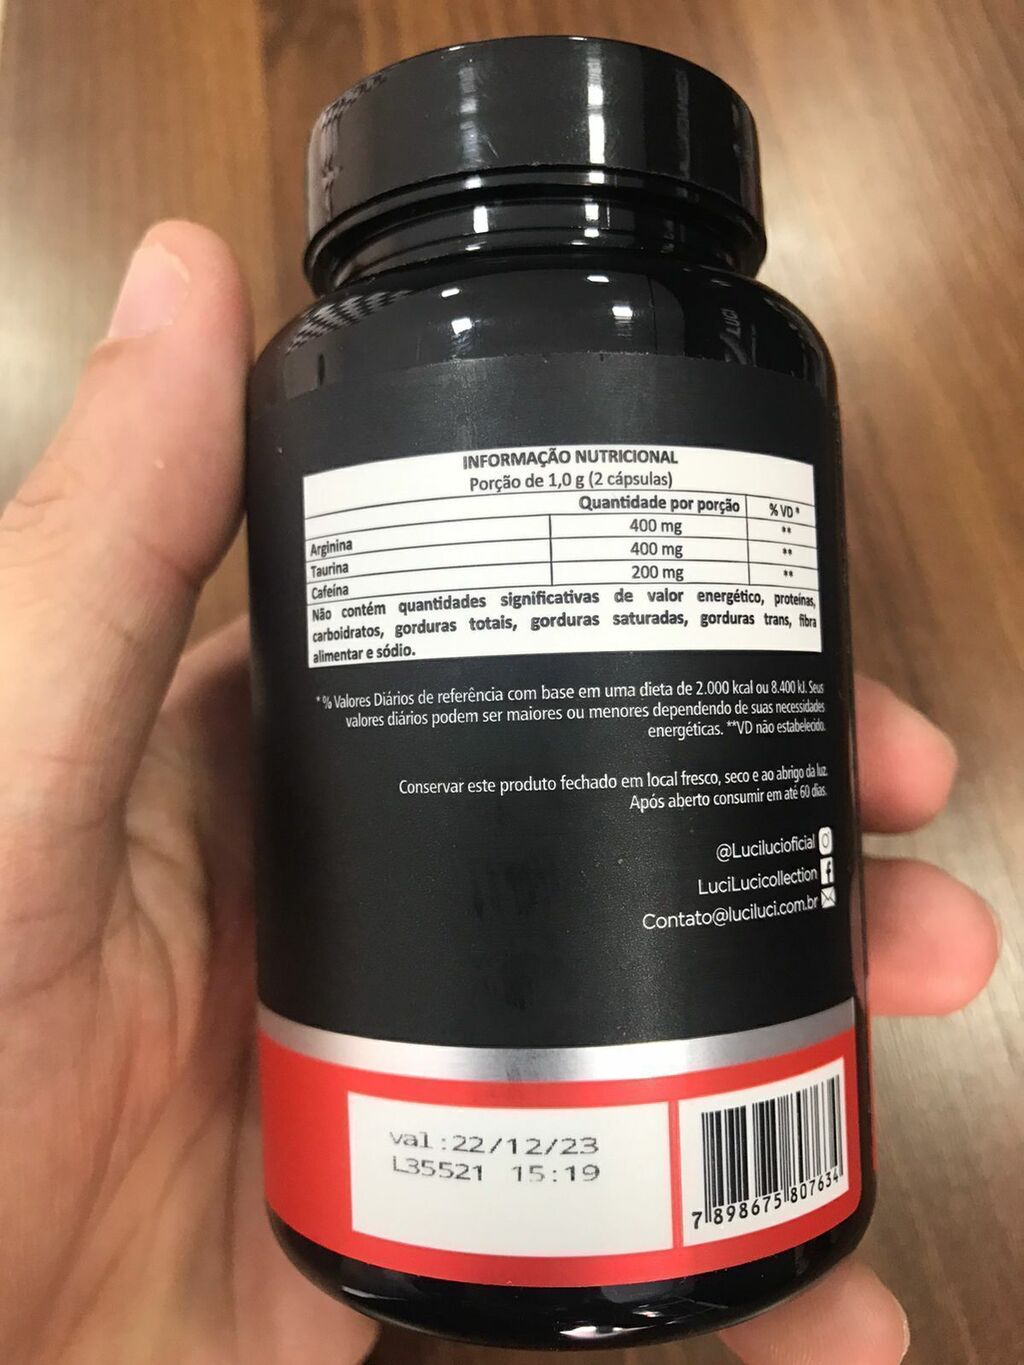 LUCI
INFORMAÇÃO NUTRICIONAL
Porção de 1,0 g (2 cápsulas)
Quantidade por porção % VD *
Arginina 400 mg **
Taurina 400 mg **
Cafeína 200 mg **
Não contém quantidades significativas de valor energético, proteínas,
carboidratos, gorduras totais, gorduras saturadas, gorduras trans, fibra
alimentar e sódio.
* % Valores Diários de referência com base em uma dieta de 2.000 kcal ou 8.400 kJ. Seus
valores diários podem ser maiores ou menores dependendo de suas necessidades
energéticas. **VD não estabelecido.
Conservar este produto fechado em local fresco, seco e ao abrigo da luz.
Após aberto consumir em até 60 dias.
@Lucilucioficial
LuciLucicollection
Contato@luciluci.com.br
val:22/12/23
L35521 15:19
7 898675 807634